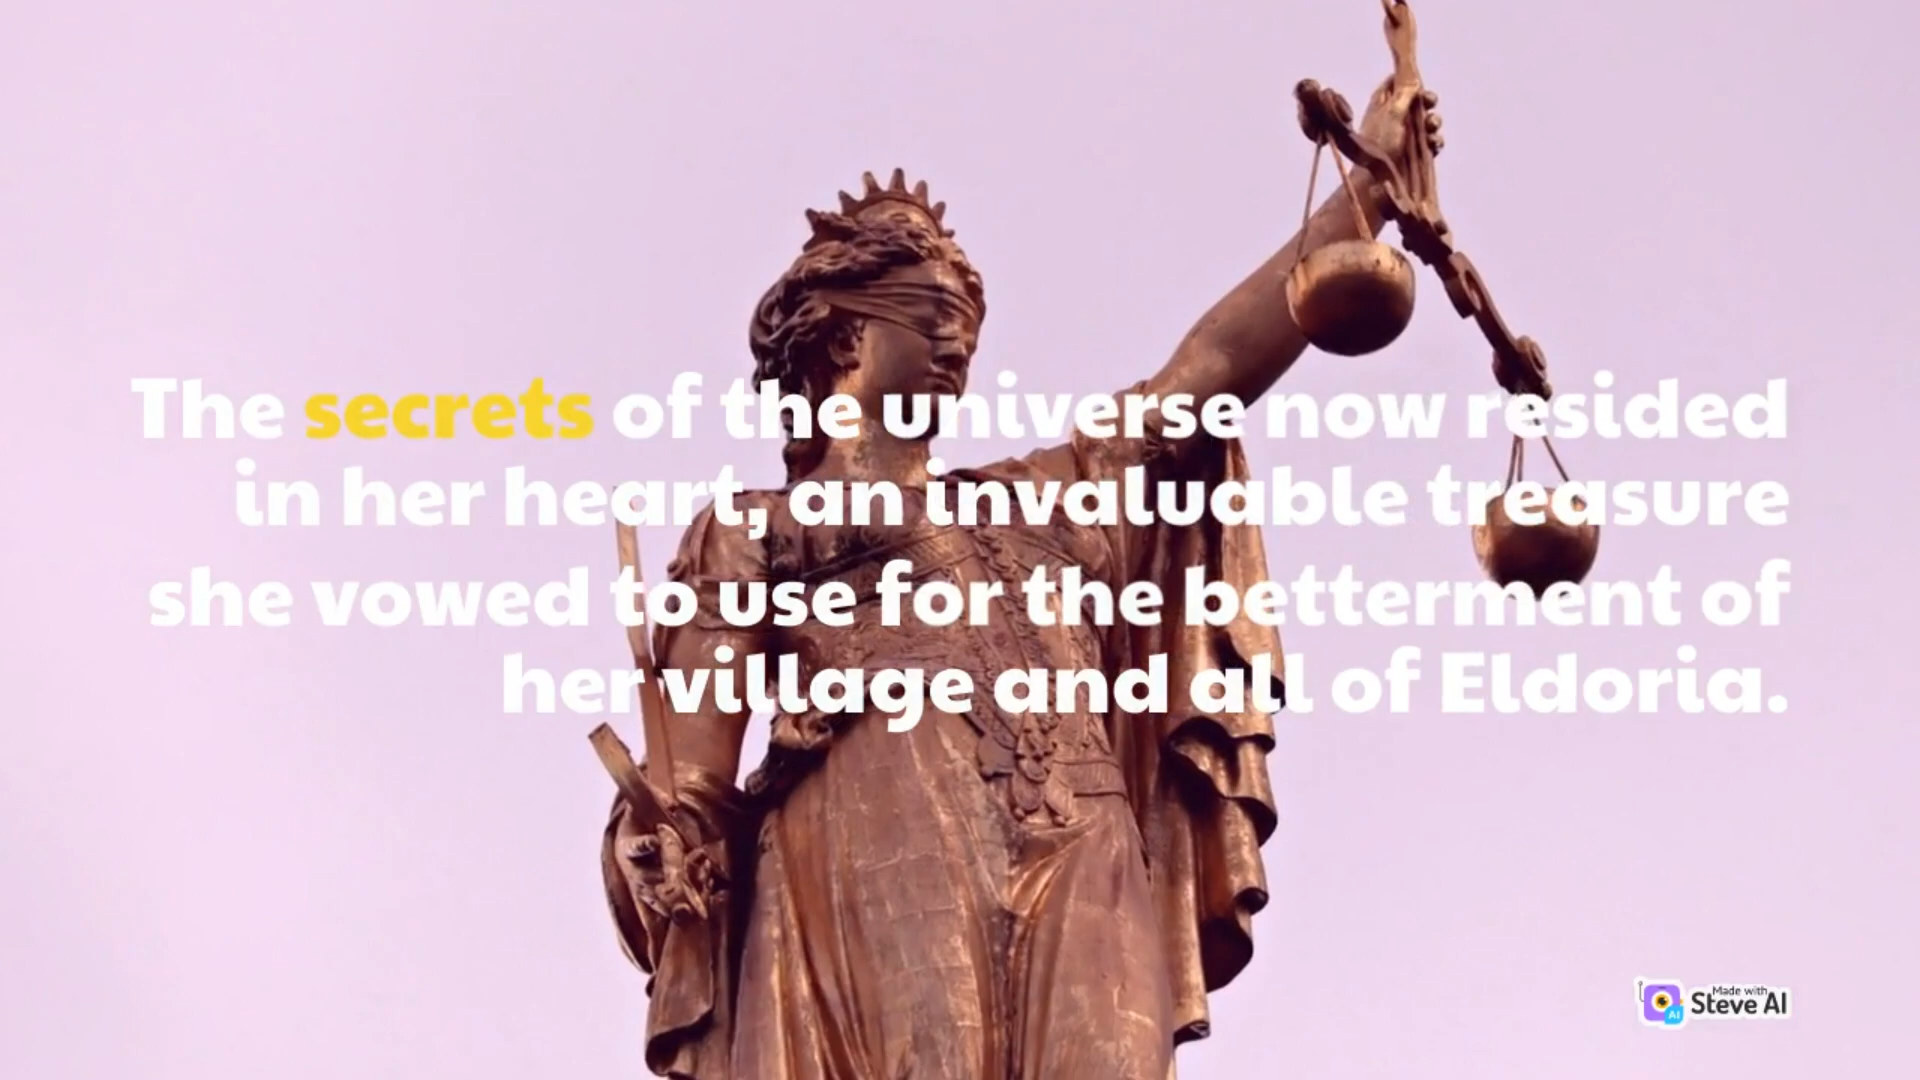 The secrets of the universe now resided
in her heart, an invaluable treasure
she vowed to use for the betterment of
her village and all of Eldoria.
Made with
Steve AI
AI